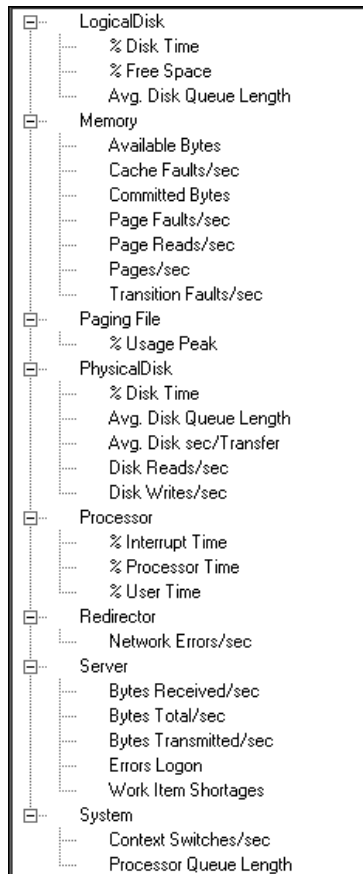 LogicalDisk
% Disk Time
% Free Space
Avg. Disk Queue Length
Memory
Available Bytes
Cache Faults/sec
Committed Bytes
Page Faults/sec
Page Reads/sec
Pages/sec
Transition Faults/sec
Paging File
% Usage Peak
PhysicalDisk
% Disk Time
Avg. Disk Queue Length
Avg. Disk sec/Transfer
Disk Reads/sec
Disk Writes/sec
Processor
% Interrupt Time
% Processor Time
% User Time
Redirector
Network Errors/sec
Server
Bytes Received/sec
Bytes Total/sec
Bytes Transmitted/sec
Errors Logon
Work Item Shortages
System
Context Switches/sec
Processor Queue Length